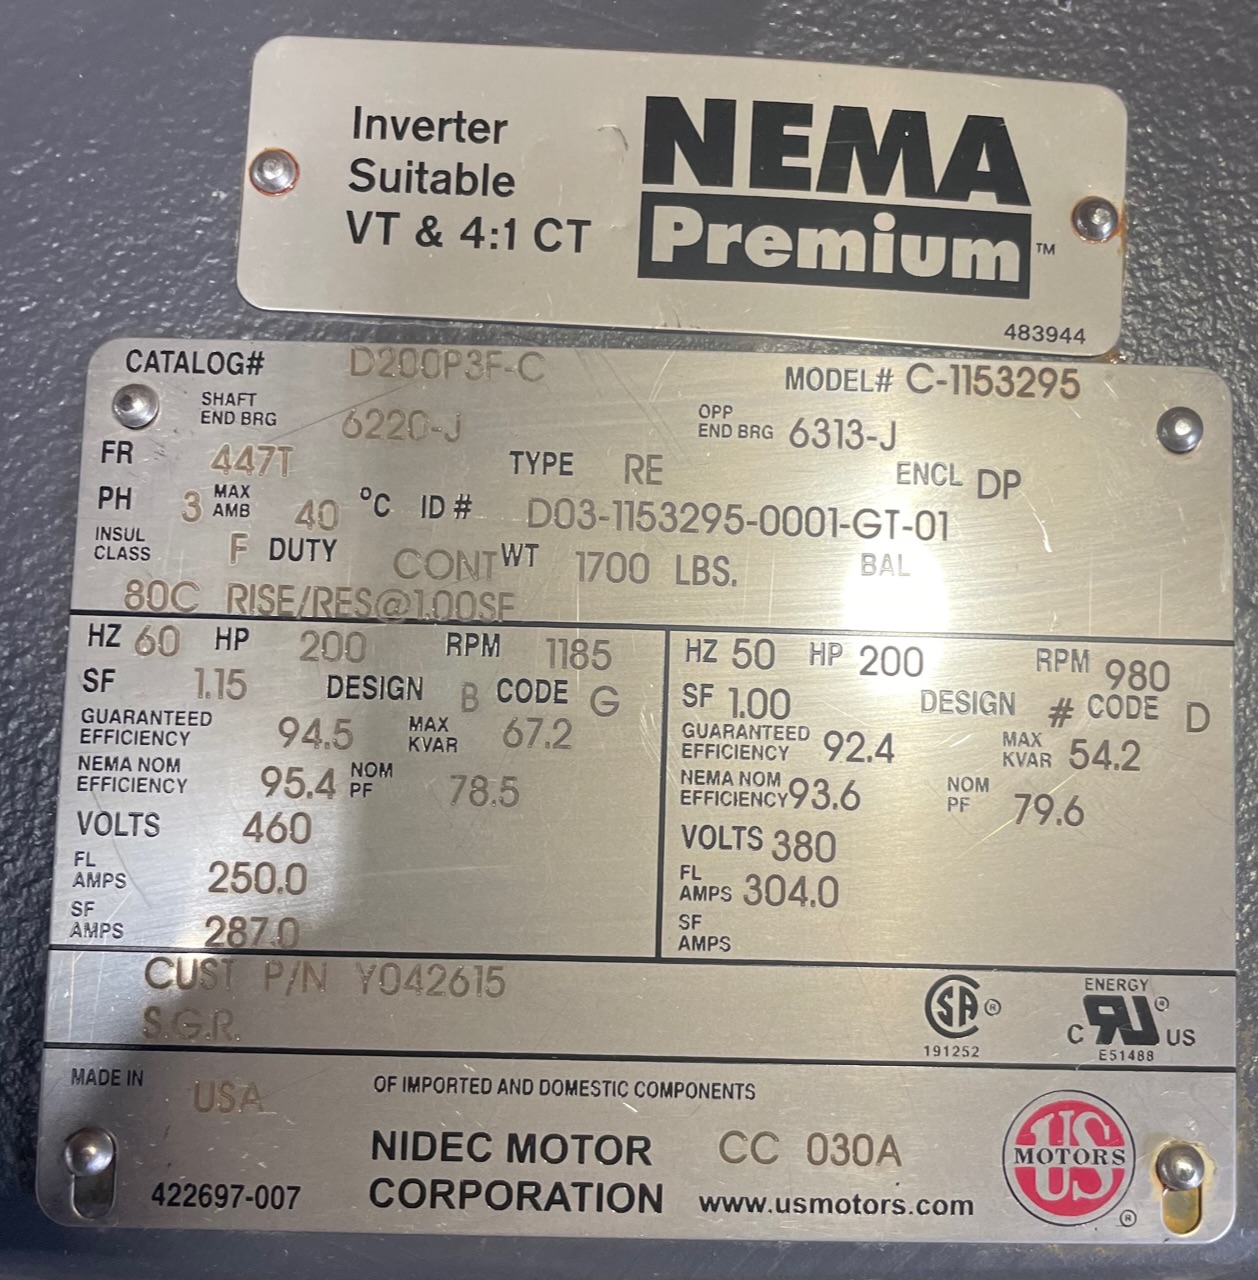 Inverter
Suitable
VT & 4:1 CT
NEMA
Premium™
483944
CATALOG# D200P3F-C MODEL# C-1153295
SHAFT END BRG 6220-J OPP END BRG 6313-J
FR 447T TYPE RE ENCL DP
PH 3 MAX AMB 40 °C ID# D03-1153295-0001-GT-01
INSUL CLASS F DUTY CONT WT 1700 LBS. BAL
80C RISE/RES@1.00SF
HZ 60 HP 200 RPM 1185
SF 1.15 DESIGN B CODE G
GUARANTEED EFFICIENCY 94.5 MAX KVAR 67.2
NEMA NOM EFFICIENCY 95.4 NOM PF 78.5
VOLTS 460
FL AMPS 250.0
SF AMPS 287.0
HZ 50 HP 200 RPM 980
SF 1.00 DESIGN # CODE D
GUARANTEED EFFICIENCY 92.4 MAX KVAR 54.2
NEMA NOM EFFICIENCY 93.6 NOM PF 79.6
VOLTS 380
FL AMPS 304.0
SF AMPS
CUST P/N Y042615
S.G.R.
SA®
191252
ENERGY
C RU® US
E51488
MADE IN USA OF IMPORTED AND DOMESTIC COMPONENTS
NIDEC MOTOR CC 030A
422697-007 CORPORATION www.usmotors.com
US
MOTORS
®